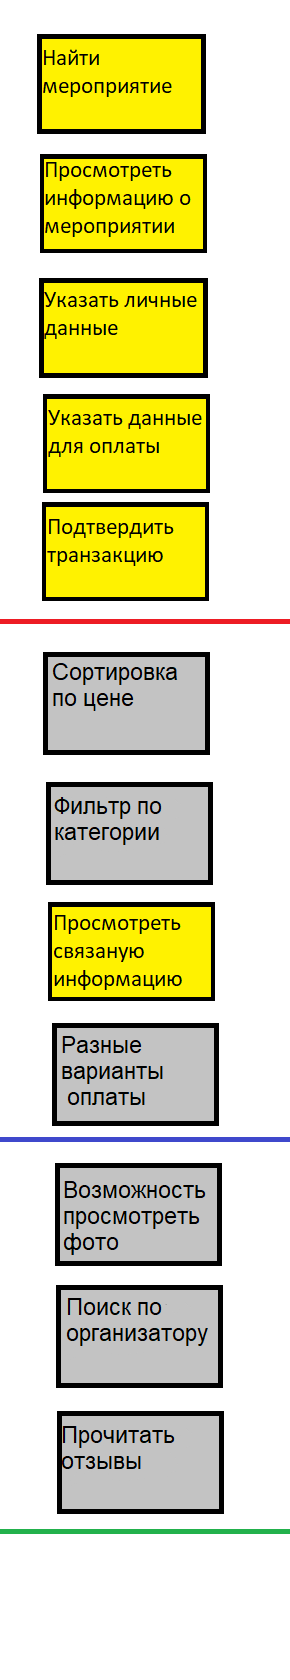 Найти
мероприятие
Просмотреть
информацию о
мероприятии
Указать личные
данные
Указать данные
для оплаты
Подтвердить
транзакцию
Сортировка
по цене
Фильтр по
категории
Просмотреть
связаную
информацию
Разные
варианты
оплаты
Возможность
просмотреть
фото
Поиск по
организатору
Прочитать
отзывы